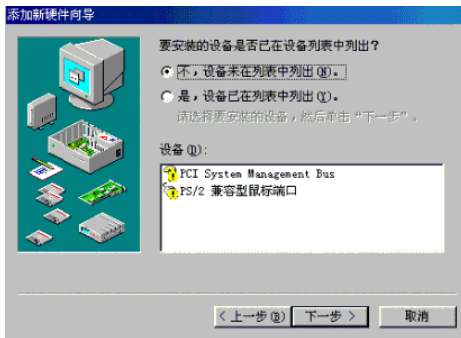 添加新硬件向导
要安装的设备是否已在设备列表中列出？
不，设备未在列表中列出(N)。
是，设备已在列表中列出(Y)。
请选择要安装的设备，然后单击“下一步”。
设备(D):
PCI System Management Bus
PS/2 兼容型鼠标端口
< 上一步(B) 下一步 > 取消